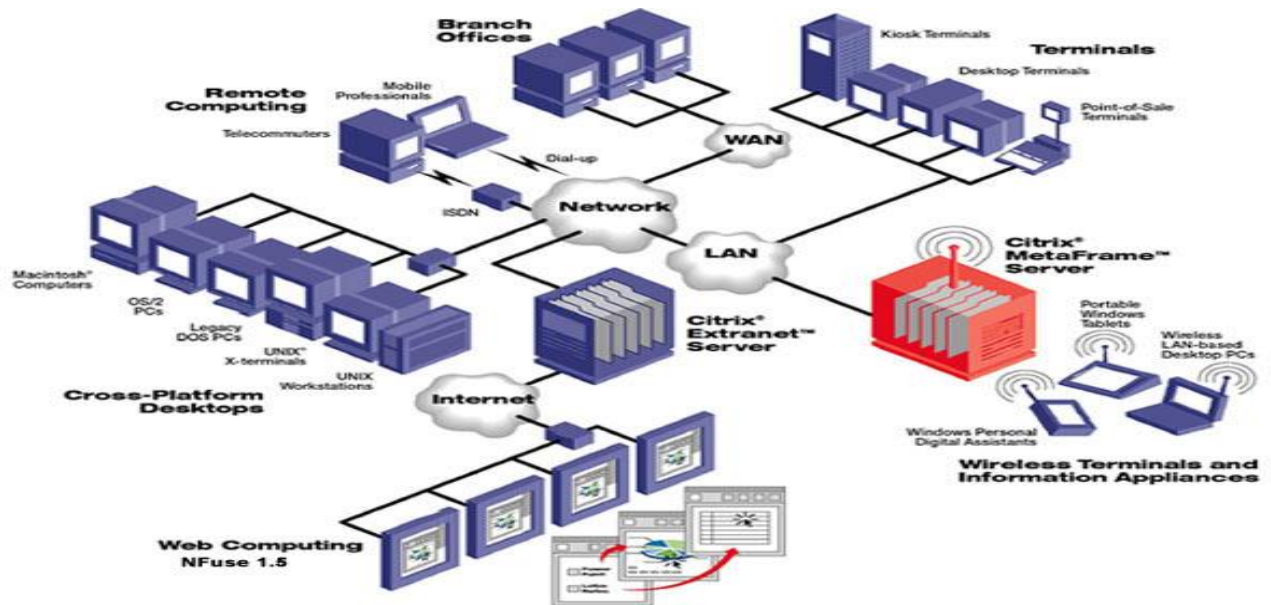 Branch
Offices
Kiosk Terminals
Terminals
Desktop Terminals
Point-of-Sale
Terminals
Remote
Computing
Mobile
Professionals
Telecommuters
Dial-up
WAN
ISDN
Network
LAN
Citrix®
MetaFrame™
Server
Macintosh®
Computers
OS/2
PCs
Legacy
DOS PCs
UNIX®
X-terminals
UNIX
Workstations
Cross-Platform
Desktops
Citrix®
Extranet™
Server
Portable
Windows
Tablets
Wireless
LAN-based
Desktop PCs
Internet
Windows Personal
Digital Assistants
Wireless Terminals and
Information Appliances
Web Computing
NFuse 1.5